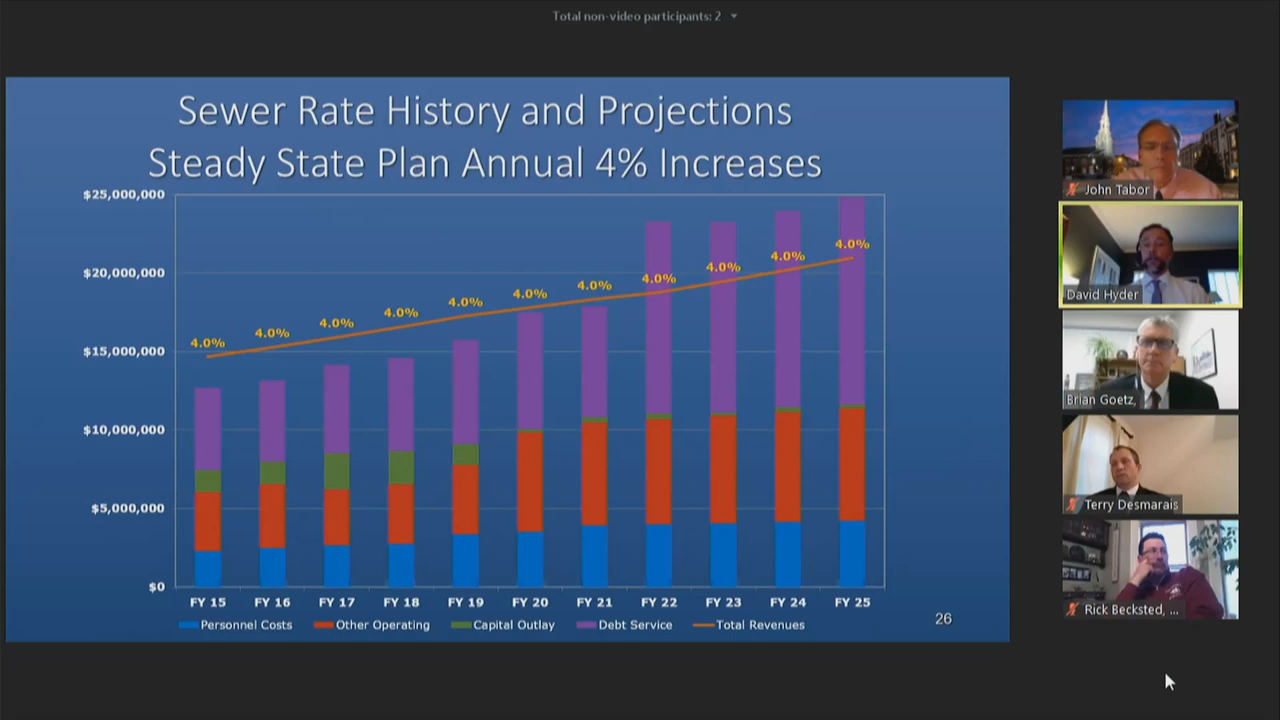 Total non-video participants: 2
Sewer Rate History and Projections
Steady State Plan Annual 4% Increases
$25,000,000
$20,000,000
$15,000,000
$10,000,000
$5,000,000
$0
4.0%
4.0%
4.0%
4.0%
4.0%
4.0%
4.0%
4.0%
4.0%
4.0%
4.0%
FY 15 FY 16 FY 17 FY 18 FY 19 FY 20 FY 21 FY 22 FY 23 FY 24 FY 25
Personnel Costs Other Operating Capital Outlay Debt Service Total Revenues
26
John Tabor
David Hyder
Brian Goetz,
Terry Desmarais
Rick Becksted, ...